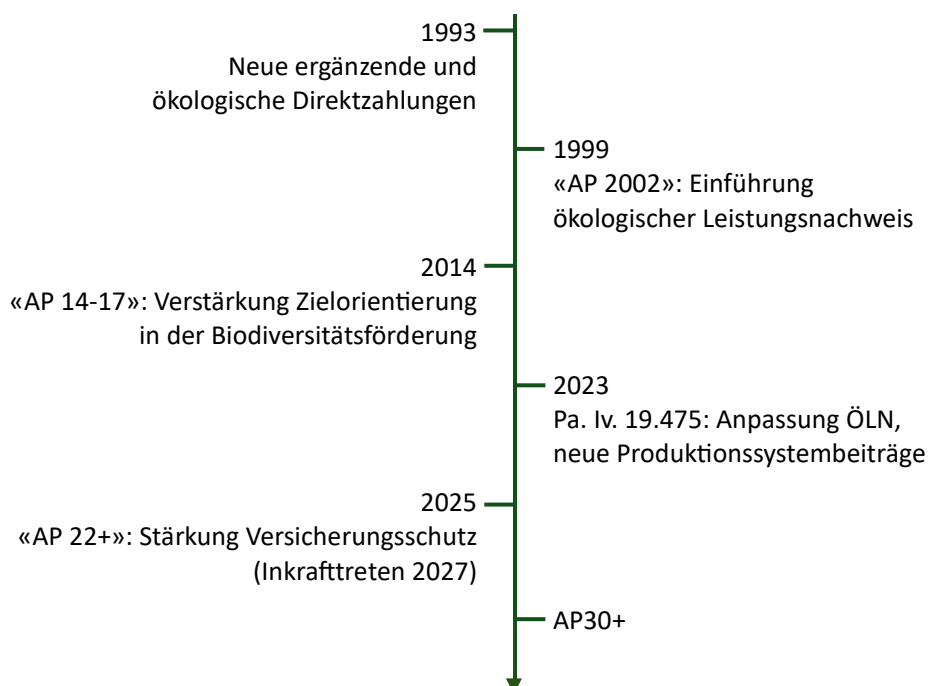 1993
Neue ergänzende und
ökologische Direktzahlungen
1999
«AP 2002»: Einführung
ökologischer Leistungsnachweis
2014
«AP 14-17»: Verstärkung Zielorientierung
in der Biodiversitätsförderung
2023
Pa. Iv. 19.475: Anpassung ÖLN,
neue Produktionssystembeiträge
2025
«AP 22+»: Stärkung Versicherungsschutz
(Inkrafttreten 2027)
AP30+